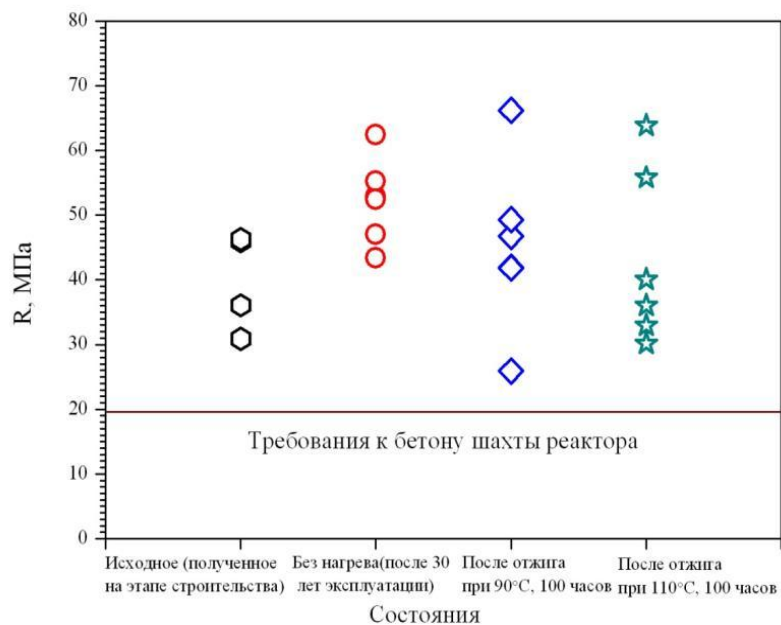 80
70
60
50
40
30
20
10
0
R, МПа
Требования к бетону шахты реактора
Исходное (полученное
на этапе строительства)
Без нагрева(после 30
лет эксплуатации)
После отжига
при 90°C, 100 часов
После отжига
при 110°C, 100 часов
Состояния